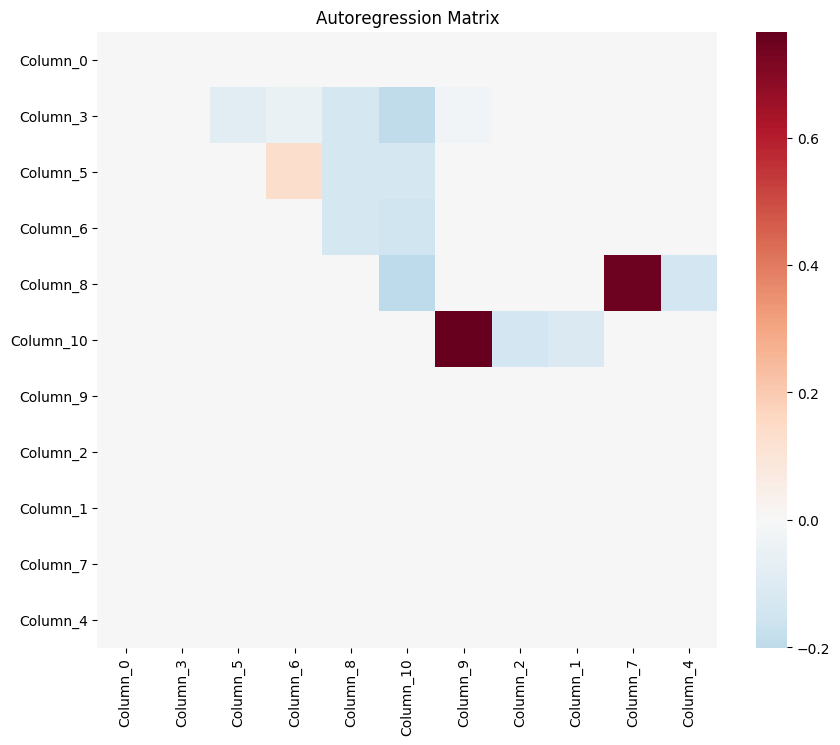 Autoregression Matrix
Column_0
Column_3
Column_5
Column_6
Column_8
Column_10
Column_9
Column_2
Column_1
Column_7
Column_4
Column_0
Column_3
Column_5
Column_6
Column_8
Column_10
Column_9
Column_2
Column_1
Column_7
Column_4
0.6
0.4
0.2
0.0
−0.2